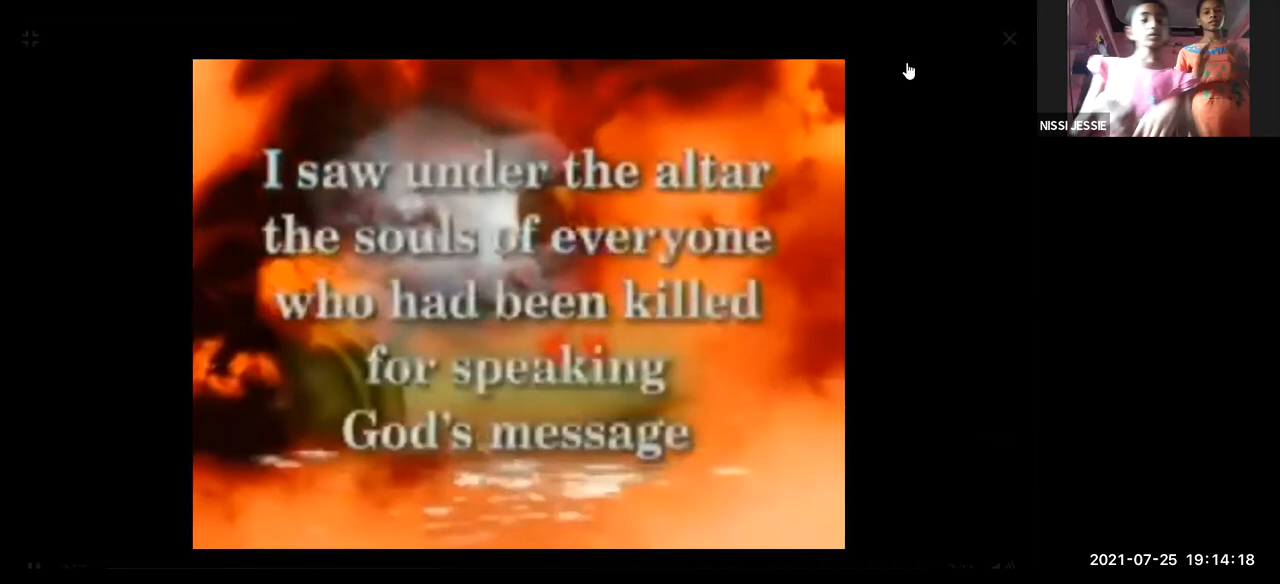 I saw under the altar
the souls of everyone
who had been killed
for speaking
God's message
NISSI JESSIE
2021-07-25 19:14:18